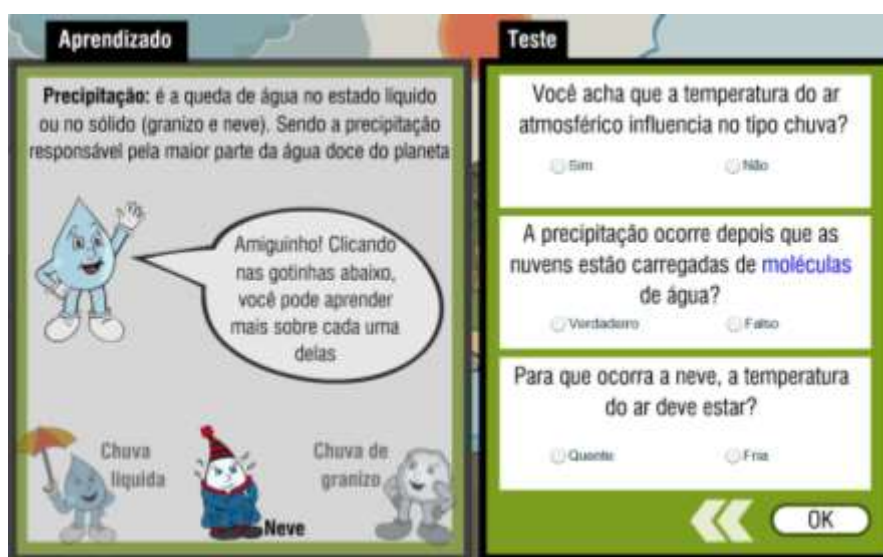 Aprendizado
Precipitação: é a queda de água no estado líquido
ou no sólido (granizo e neve). Sendo a precipitação
responsável pela maior parte da água doce do planeta
Amiguinho! Clicando
nas gotinhas abaixo,
você pode aprender
mais sobre cada uma
delas
Chuva
líquida
Neve
Chuva de
granizo
Teste
Você acha que a temperatura do ar
atmosférico influencia no tipo chuva?
Sim Não
A precipitação ocorre depois que as
nuvens estão carregadas de moléculas
de água?
Verdadeiro Falso
Para que ocorra a neve, a temperatura
do ar deve estar?
Quente Fria
OK